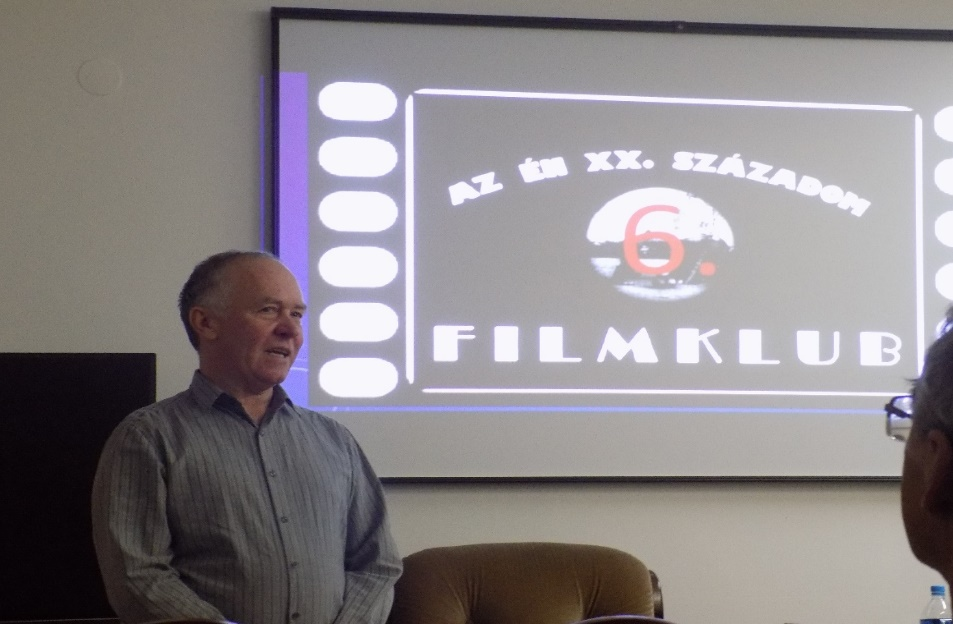 AZ ÉN XX. SZÁZADOM
6.
FILMKLUB